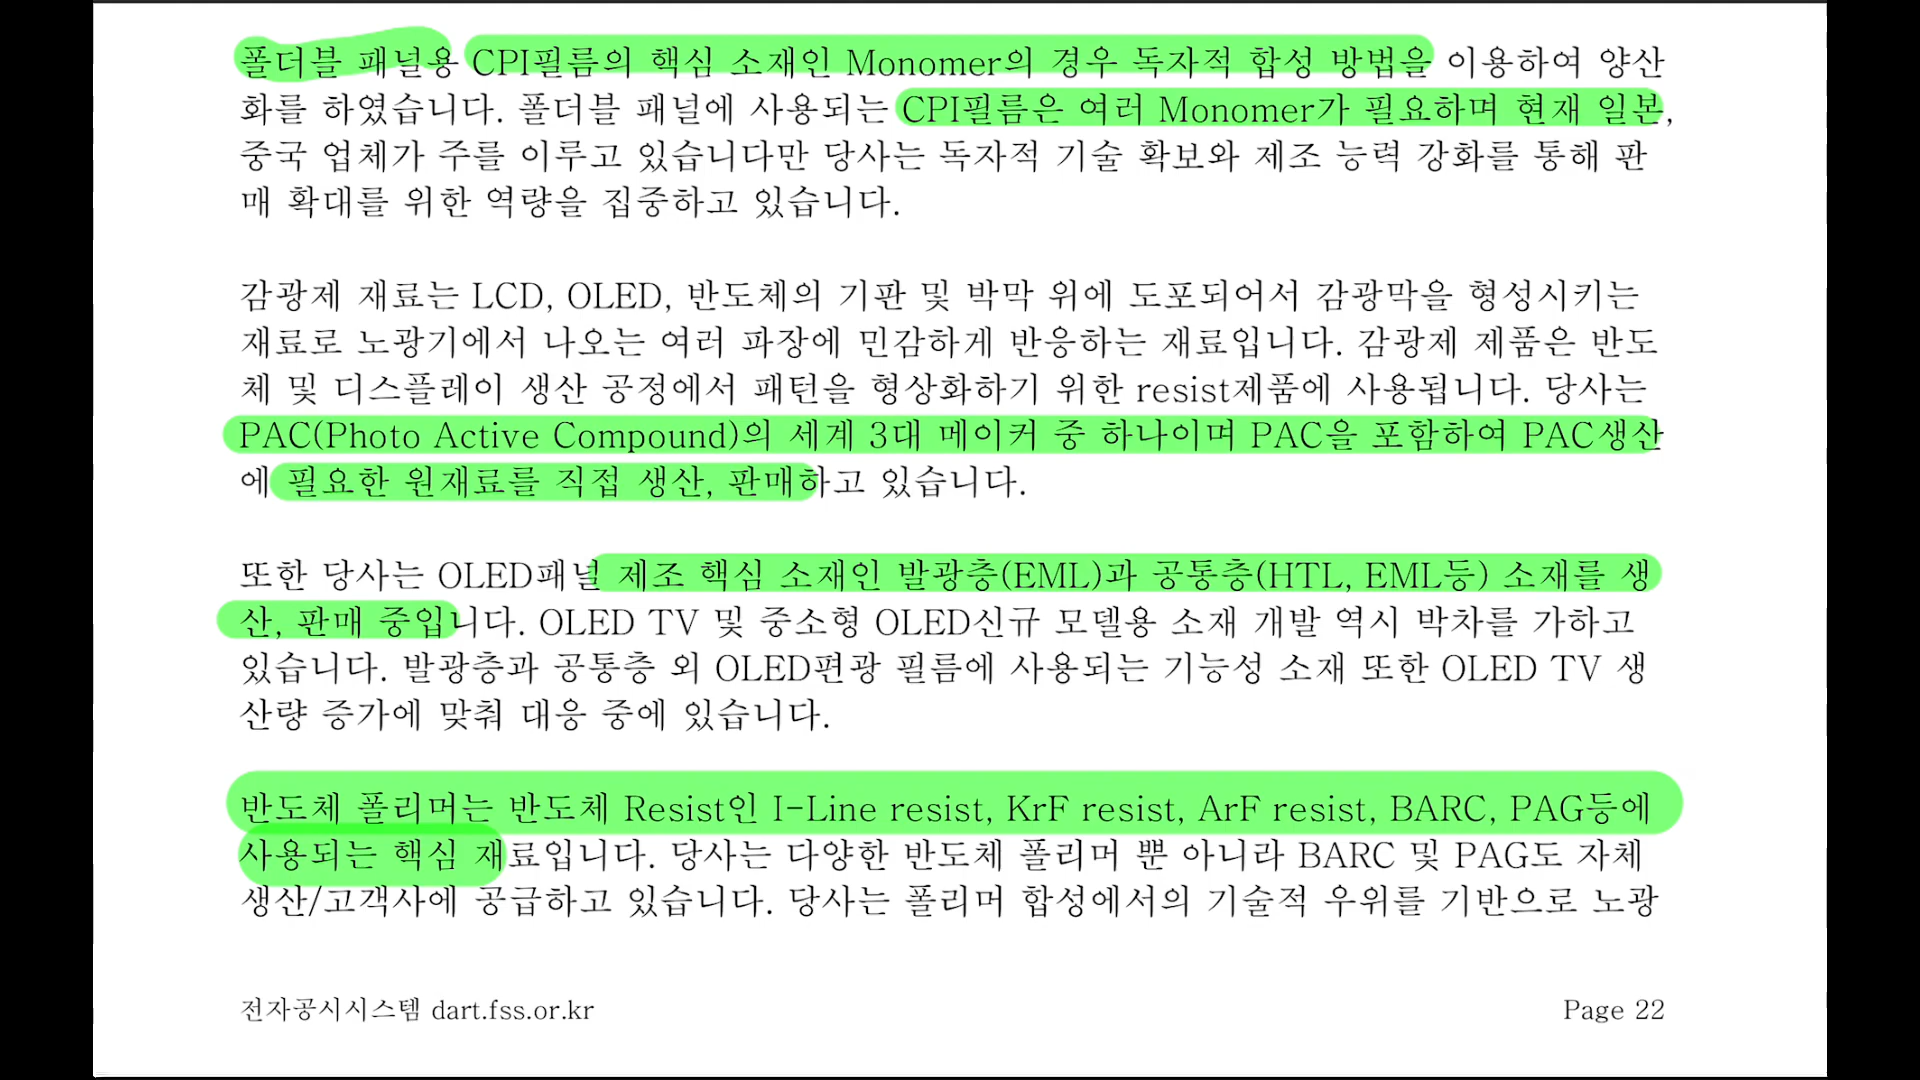 폴더블 패널용 CPI필름의 핵심 소재인 Monomer의 경우 독자적 합성 방법을 이용하여 양산
화를 하였습니다. 폴더블 패널에 사용되는 CPI필름은 여러 Monomer가 필요하며 현재 일본,
중국 업체가 주를 이루고 있습니다만 당사는 독자적 기술 확보와 제조 능력 강화를 통해 판
매 확대를 위한 역량을 집중하고 있습니다.
감광제 재료는 LCD, OLED, 반도체의 기판 및 박막 위에 도포되어서 감광막을 형성시키는
재료로 노광기에서 나오는 여러 파장에 민감하게 반응하는 재료입니다. 감광제 제품은 반도
체 및 디스플레이 생산 공정에서 패턴을 형상화하기 위한 resist제품에 사용됩니다. 당사는
PAC(Photo Active Compound)의 세계 3대 메이커 중 하나이며 PAC을 포함하여 PAC생산
에 필요한 원재료를 직접 생산, 판매하고 있습니다.
또한 당사는 OLED패널 제조 핵심 소재인 발광층(EML)과 공통층(HTL, EML등) 소재를 생
산, 판매 중입니다. OLED TV 및 중소형 OLED신규 모델용 소재 개발 역시 박차를 가하고
있습니다. 발광층과 공통층 외 OLED편광 필름에 사용되는 기능성 소재 또한 OLED TV 생
산량 증가에 맞춰 대응 중에 있습니다.
반도체 폴리머는 반도체 Resist인 I-Line resist, KrF resist, ArF resist, BARC, PAG등에
사용되는 핵심 재료입니다. 당사는 다양한 반도체 폴리머 뿐 아니라 BARC 및 PAG도 자체
생산/고객사에 공급하고 있습니다. 당사는 폴리머 합성에서의 기술적 우위를 기반으로 노광
전자공시시스템 dart.fss.or.kr
Page 22